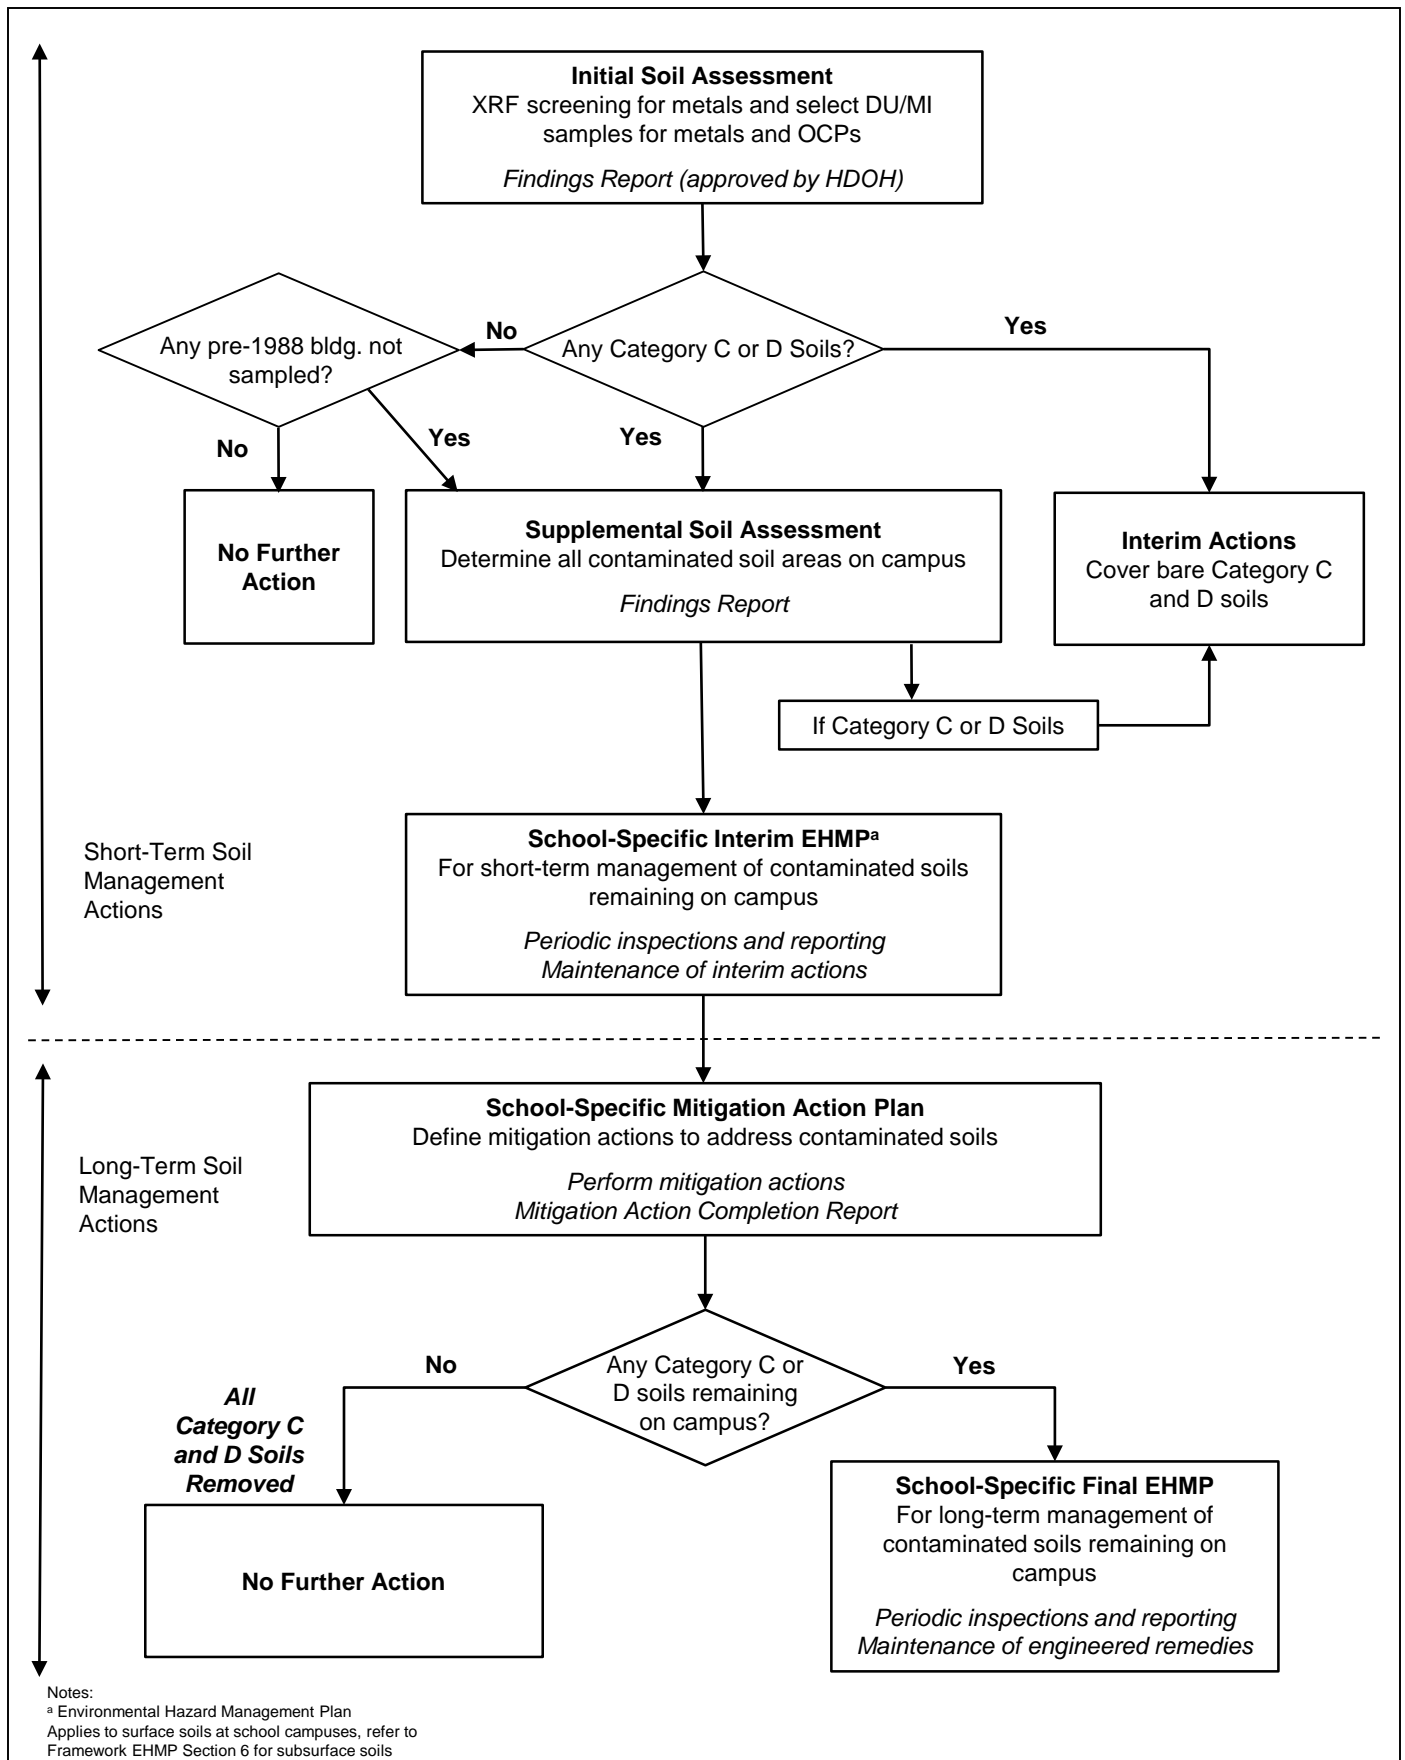 Initial Soil Assessment
XRF screening for metals and select DU/MI
samples for metals and OCPs
Findings Report (approved by HDOH)
No
Yes
Any pre-1988 bldg. not
sampled?
Any Category C or D Soils?
No
Yes
Yes
No Further
Action
Supplemental Soil Assessment
Determine all contaminated soil areas on campus
Findings Report
Interim Actions
Cover bare Category C
and D soils
If Category C or D Soils
Short-Term Soil
Management
Actions
School-Specific Interim EHMPᵃ
For short-term management of contaminated soils
remaining on campus
Periodic inspections and reporting
Maintenance of interim actions
School-Specific Mitigation Action Plan
Define mitigation actions to address contaminated soils
Perform mitigation actions
Mitigation Action Completion Report
Long-Term Soil
Management
Actions
No
Any Category C or
D soils remaining
on campus?
Yes
All
Category C
and D Soils
Removed
No Further Action
School-Specific Final EHMP
For long-term management of
contaminated soils remaining on
campus
Periodic inspections and reporting
Maintenance of engineered remedies
Notes:
ᵃ Environmental Hazard Management Plan
Applies to surface soils at school campuses, refer to
Framework EHMP Section 6 for subsurface soils